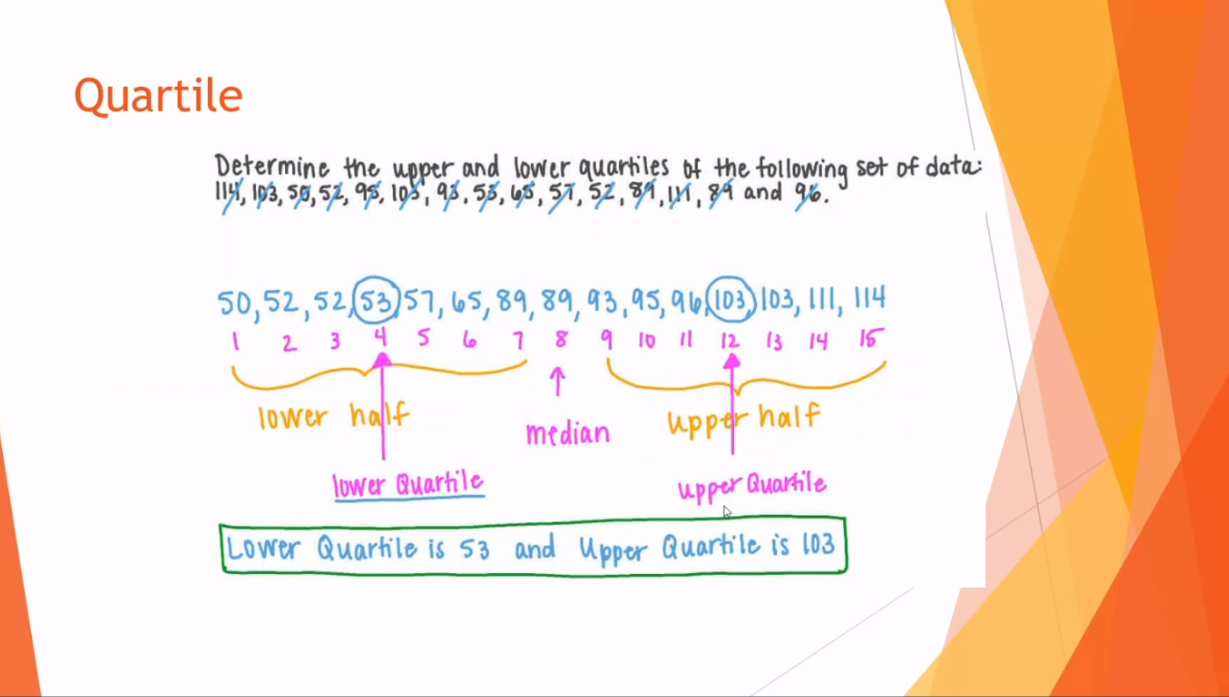 Quartile
Determine the upper and lower quartiles of the following set of data:
114, 103, 50, 52, 95, 103, 93, 53, 65, 57, 52, 89, 111, 89 and 96.
50, 52, 52, 53, 57, 65, 89, 89, 93, 95, 96, 103, 103, 111, 114
1 2 3 4 5 6 7 8 9 10 11 12 13 14 15
lower half upper half
median
lower Quartile upper Quartile
Lower Quartile is 53 and Upper Quartile is 103